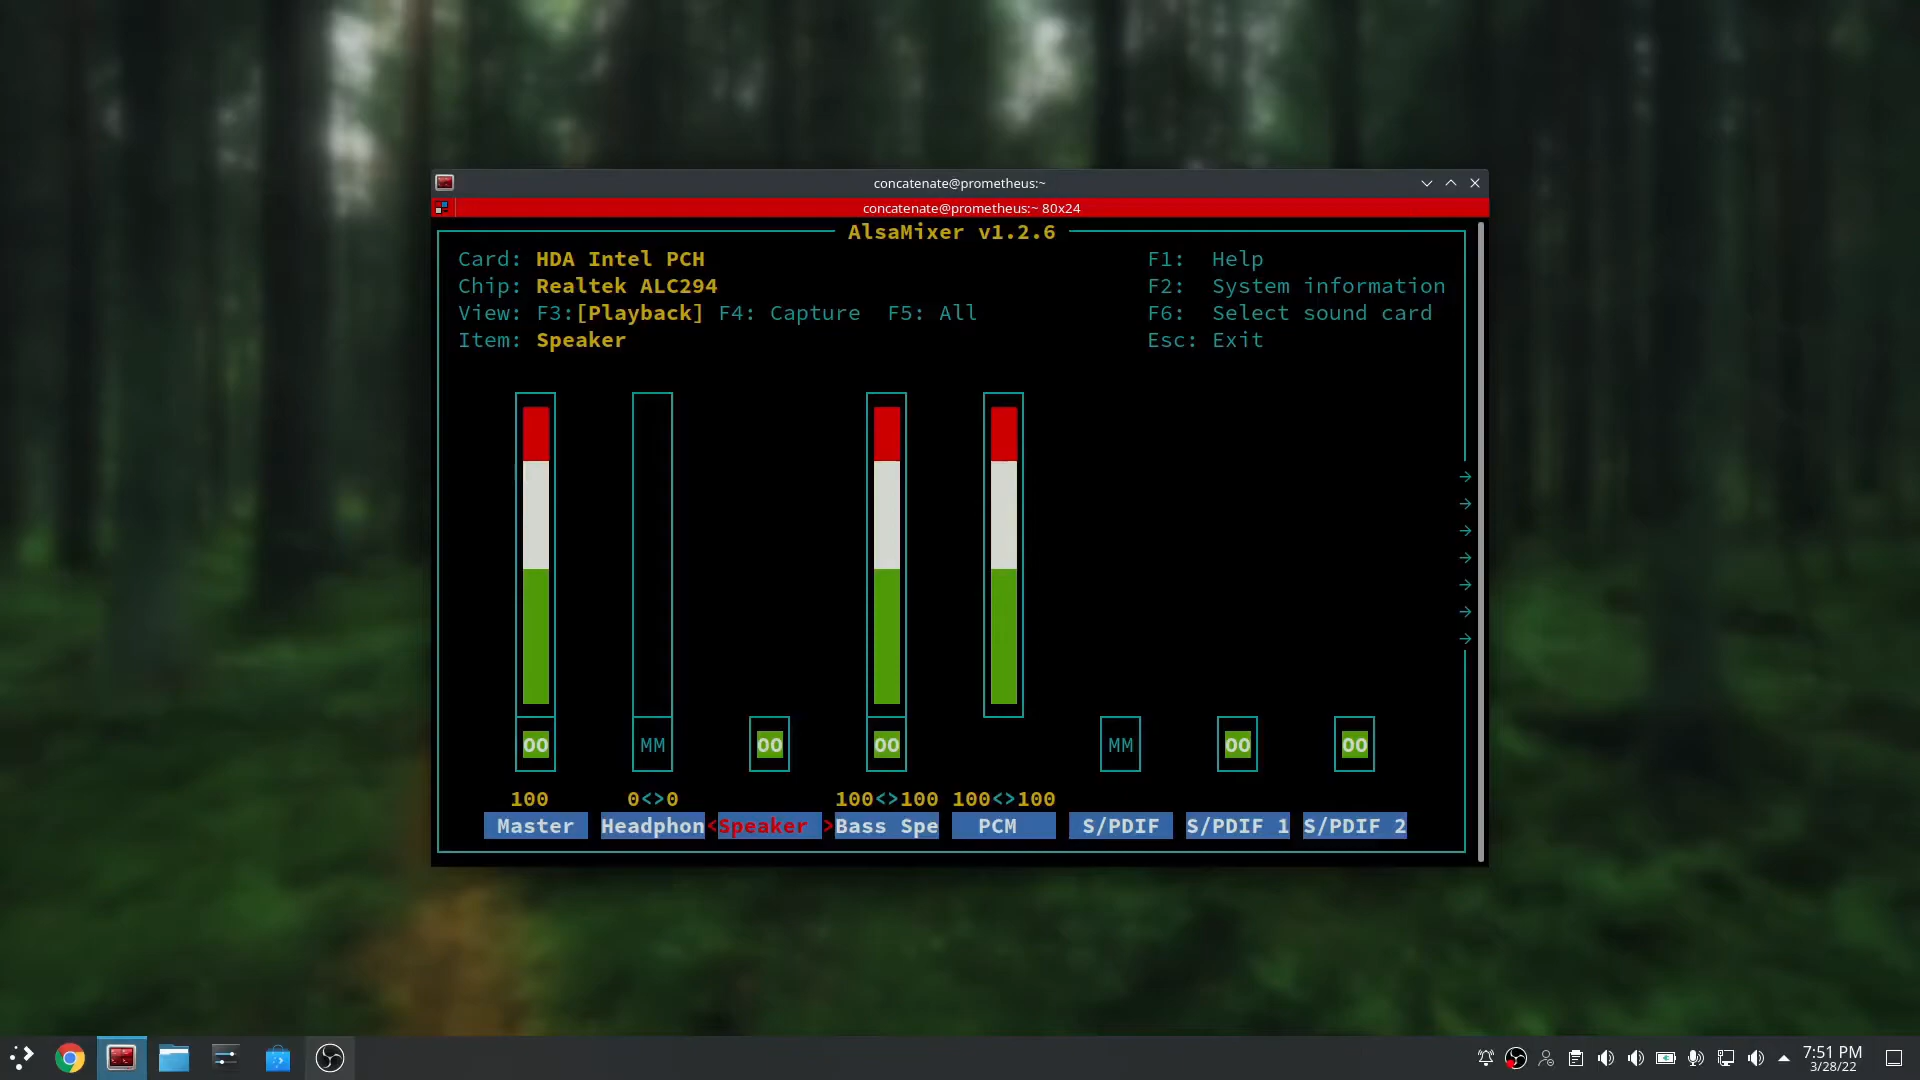 concatenate@prometheus:~
concatenate@prometheus:~ 80x24
AlsaMixer v1.2.6
Card: HDA Intel PCH F1: Help
Chip: Realtek ALC294 F2: System information
View: F3:[Playback] F4: Capture F5: All F6: Select sound card
Item: Speaker Esc: Exit
OO MM OO OO MM OO OO
100 0<>0 100<>100 100<>100
Master Headphon <Speaker > Bass Spe PCM S/PDIF S/PDIF 1 S/PDIF 2
7:51 PM
3/28/22